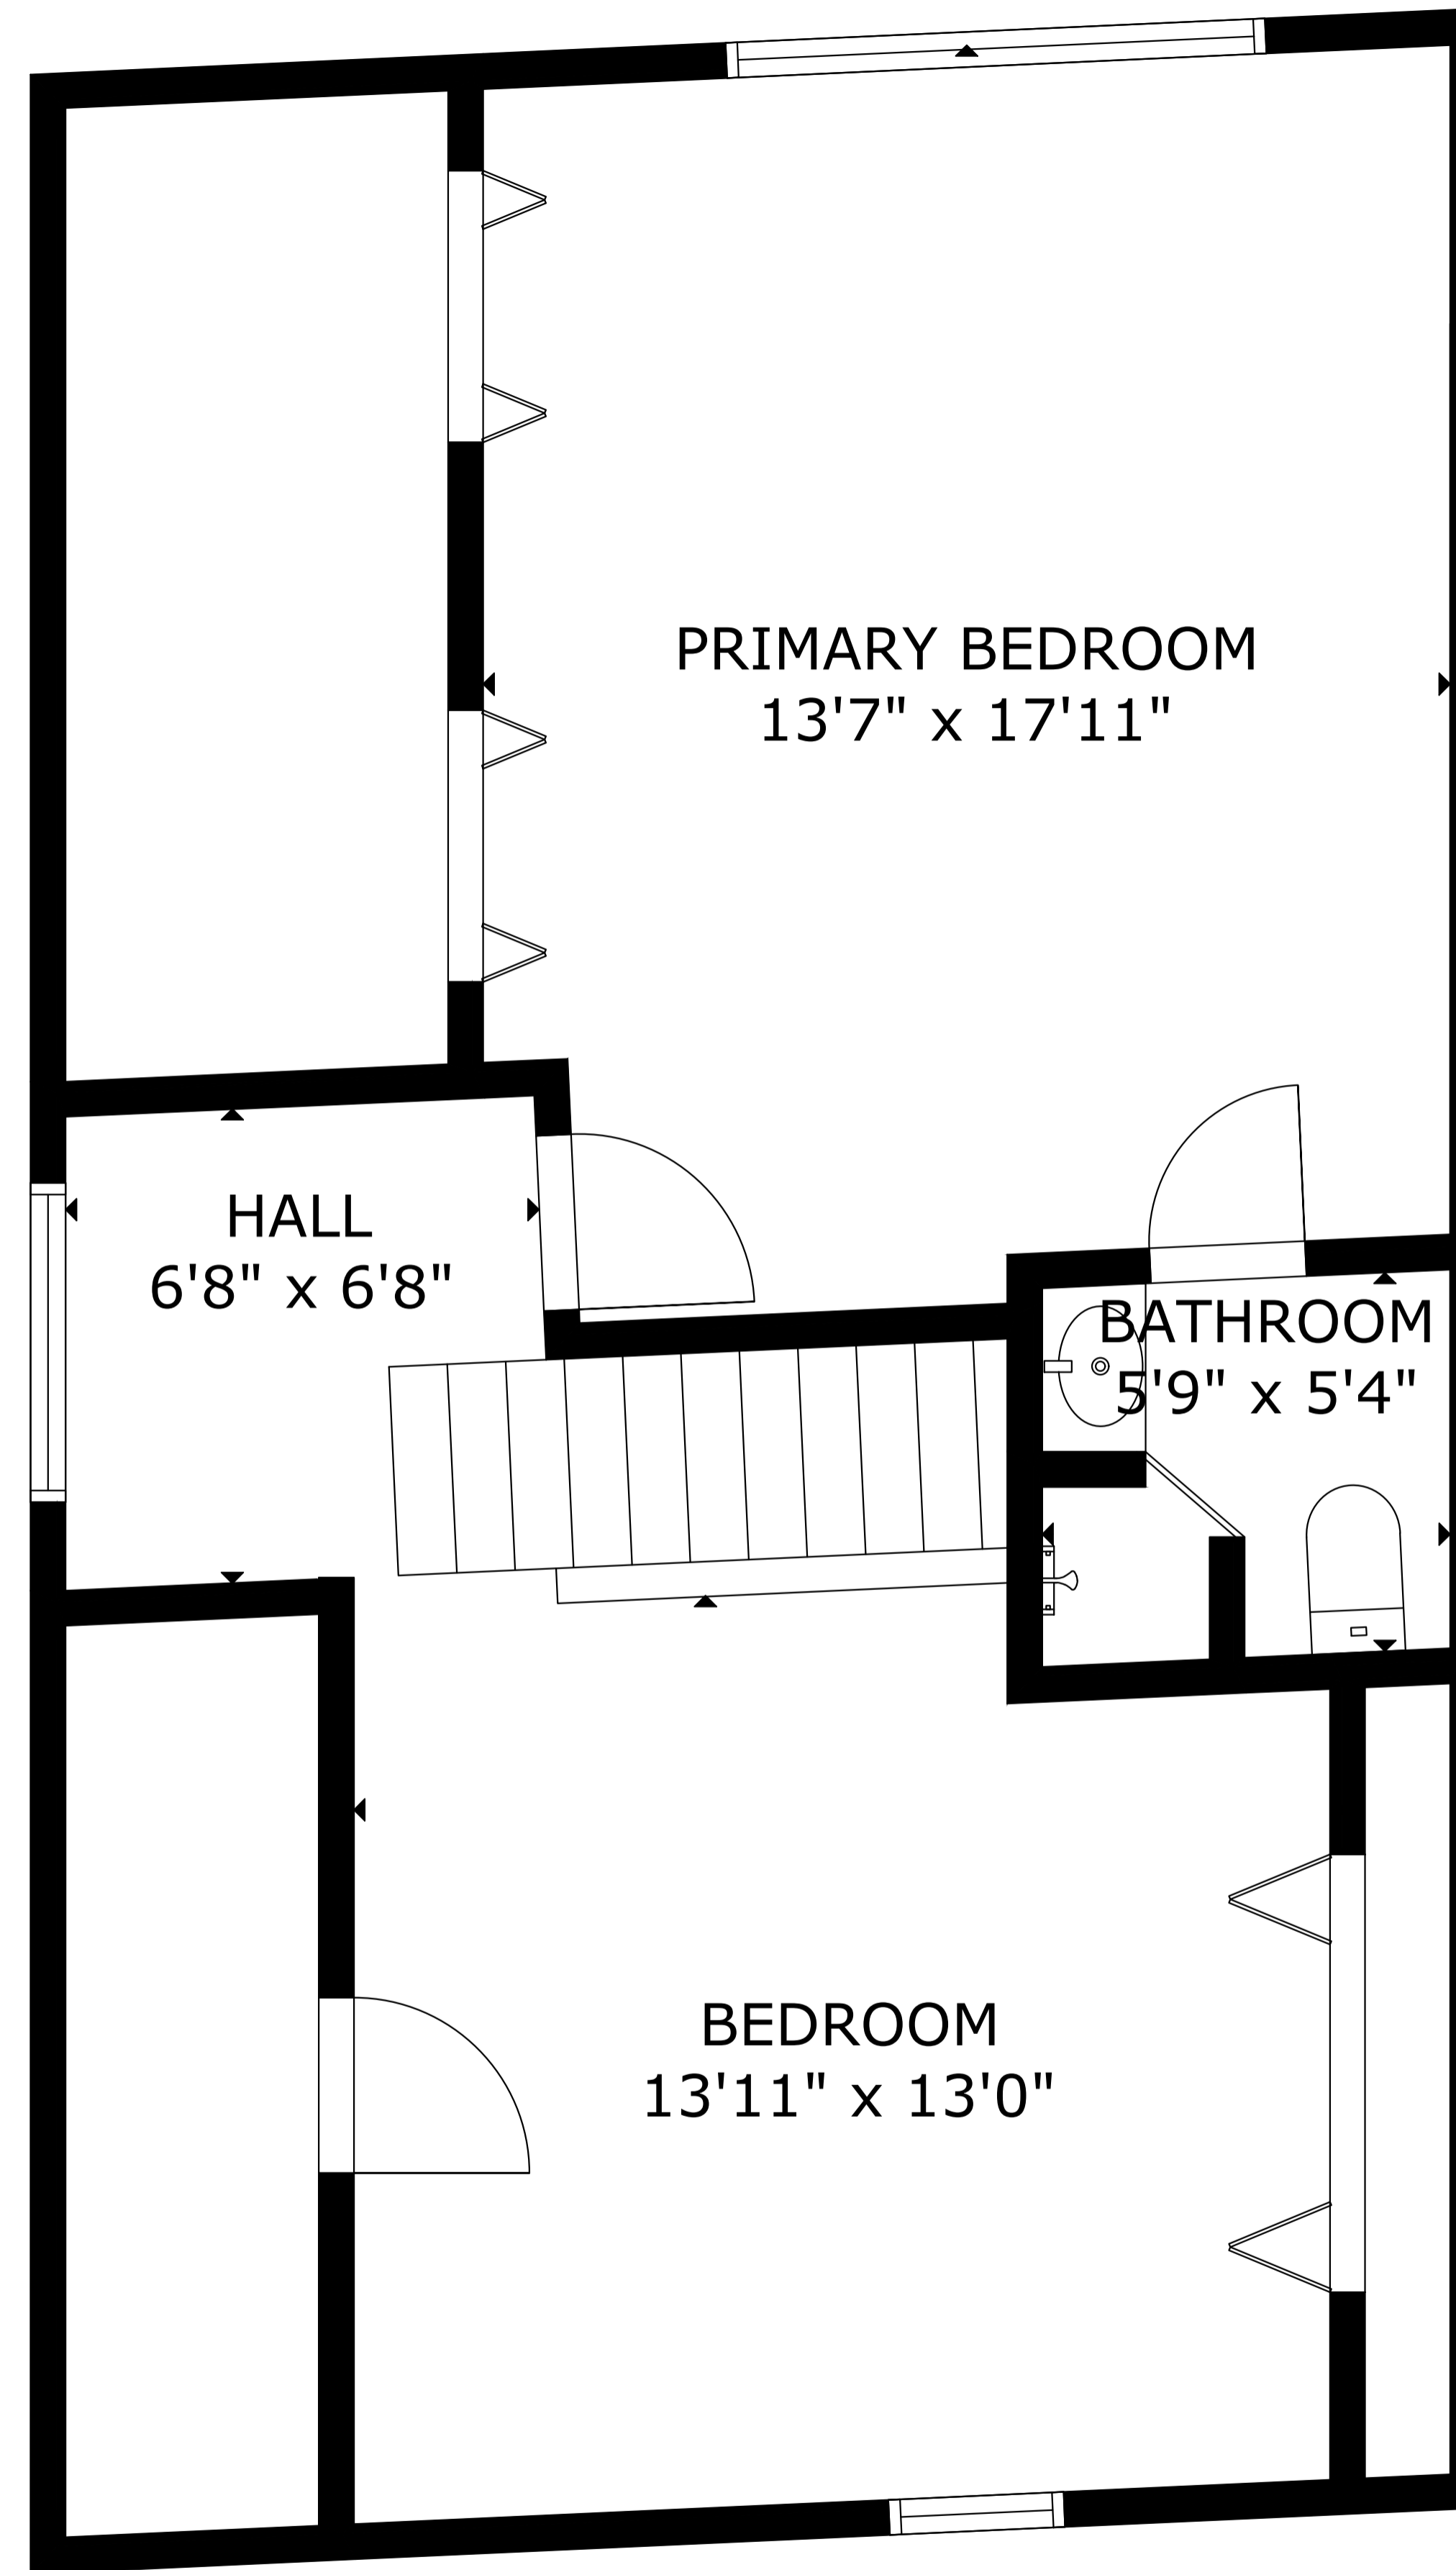 PRIMARY BEDROOM
13'7" x 17'11"
HALL
6'8" x 6'8"
BATHROOM
5'9" x 5'4"
BEDROOM
13'11" x 13'0"